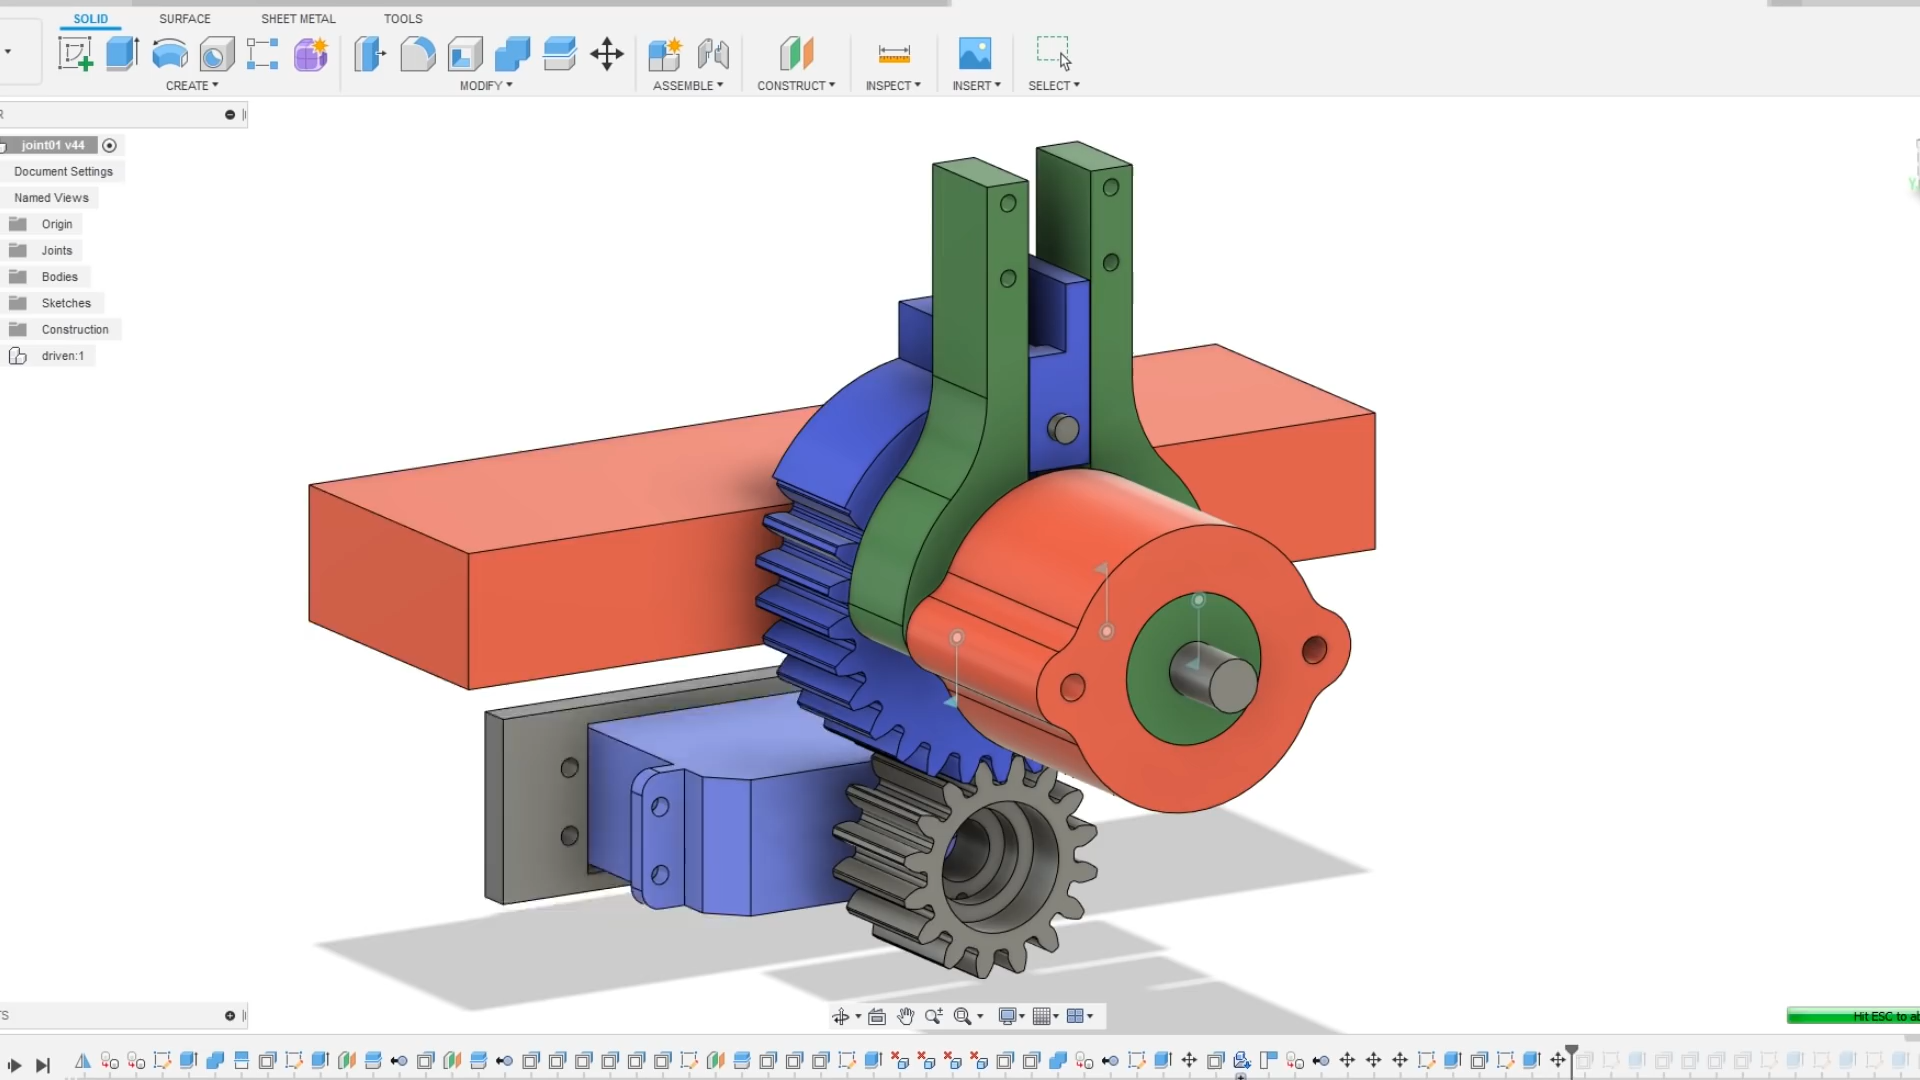 SOLID SURFACE SHEET METAL TOOLS
CREATE MODIFY ASSEMBLE CONSTRUCT INSPECT INSERT SELECT
joint01 v44
Document Settings
Named Views
Origin
Joints
Bodies
Sketches
Construction
driven:1
Hit ESC to ab